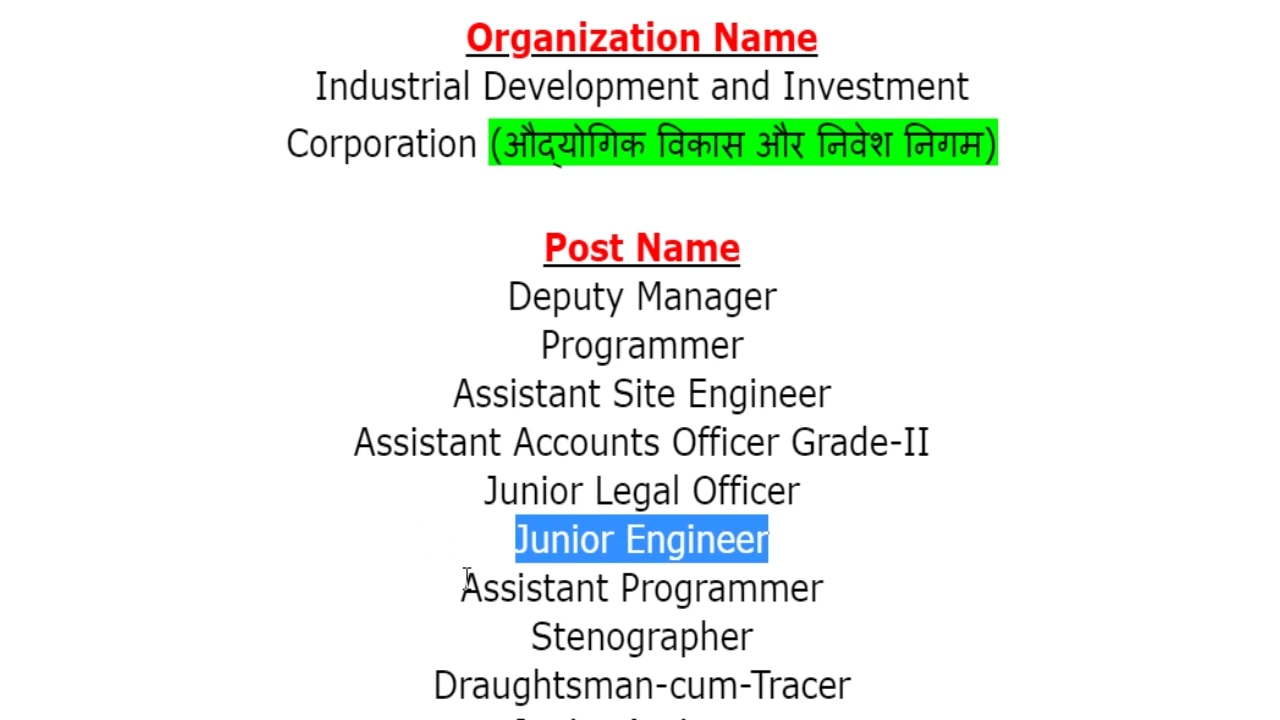 Organization Name
Industrial Development and Investment
Corporation (औद्योगिक विकास और निवेश निगम)
Post Name
Deputy Manager
Programmer
Assistant Site Engineer
Assistant Accounts Officer Grade-II
Junior Legal Officer
Junior Engineer
Assistant Programmer
Stenographer
Draughtsman-cum-Tracer